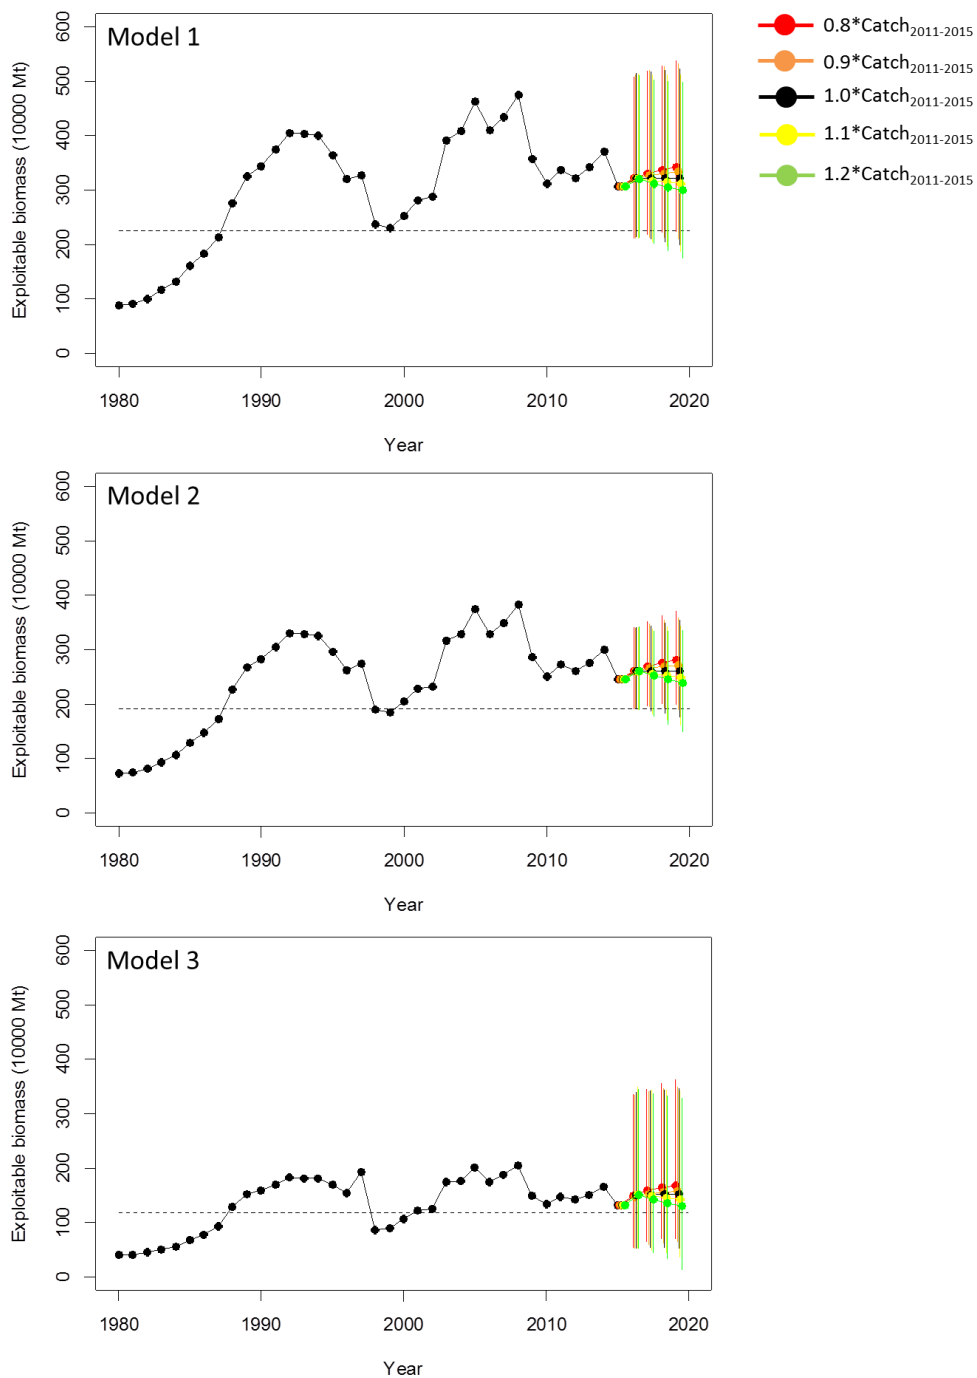 Model 1
0.8*Catch2011-2015
0.9*Catch2011-2015
1.0*Catch2011-2015
1.1*Catch2011-2015
1.2*Catch2011-2015
Exploitable biomass (10000 Mt)
600
500
400
300
200
100
0
1980 1990 2000 2010 2020
Year
Model 2
Exploitable biomass (10000 Mt)
600
500
400
300
200
100
0
1980 1990 2000 2010 2020
Year
Model 3
Exploitable biomass (10000 Mt)
600
500
400
300
200
100
0
1980 1990 2000 2010 2020
Year